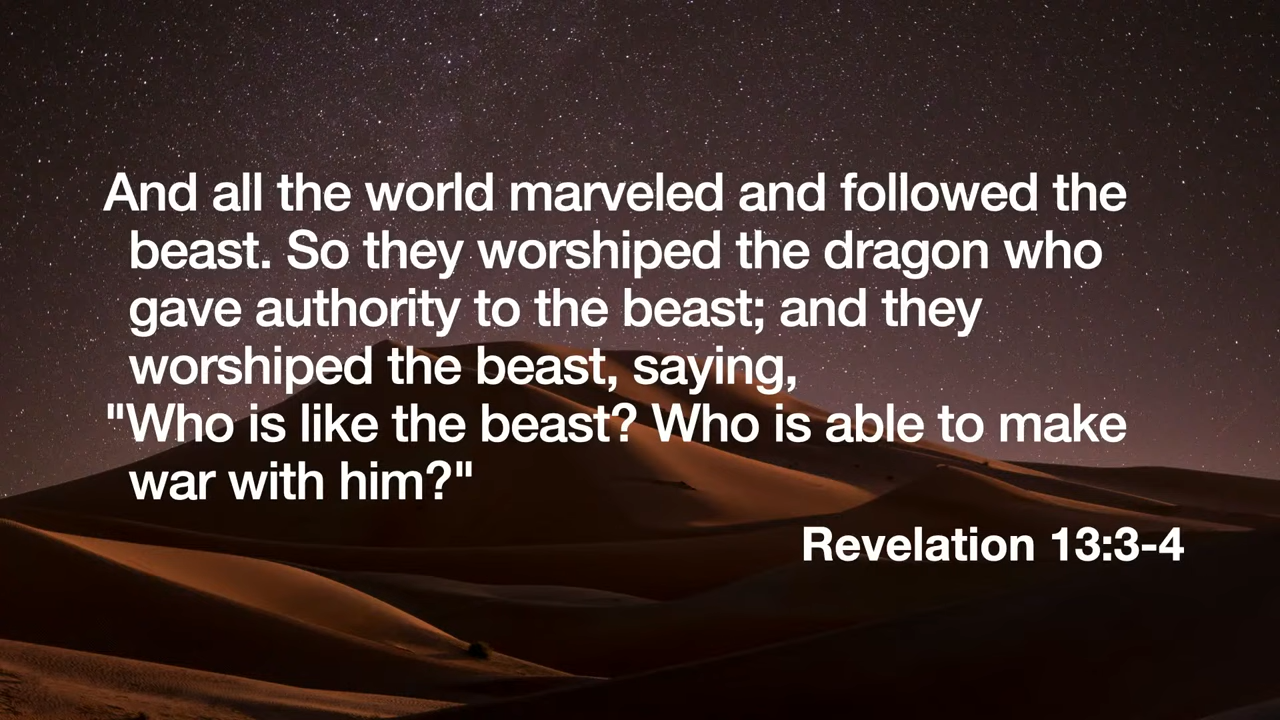 And all the world marveled and followed the
beast. So they worshiped the dragon who
gave authority to the beast; and they
worshiped the beast, saying,
"Who is like the beast? Who is able to make
war with him?"
Revelation 13:3-4